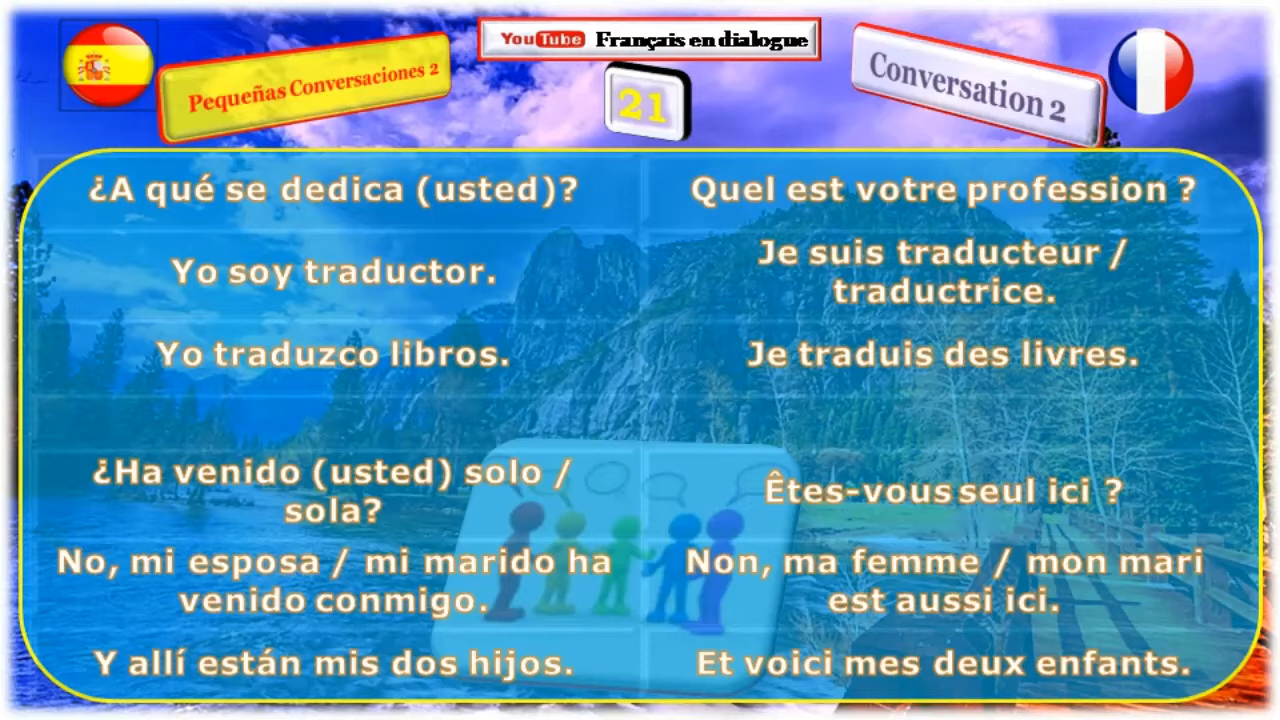 YouTube Français en dialogue
Pequeñas Conversaciones 2
21
Conversation 2
¿A qué se dedica (usted)?
Quel est votre profession ?
Yo soy traductor.
Je suis traducteur /
traductrice.
Yo traduzco libros.
Je traduis des livres.
¿Ha venido (usted) solo /
sola?
Êtes-vous seul ici ?
No, mi esposa / mi marido ha
venido conmigo.
Non, ma femme / mon mari
est aussi ici.
Y allí están mis dos hijos.
Et voici mes deux enfants.